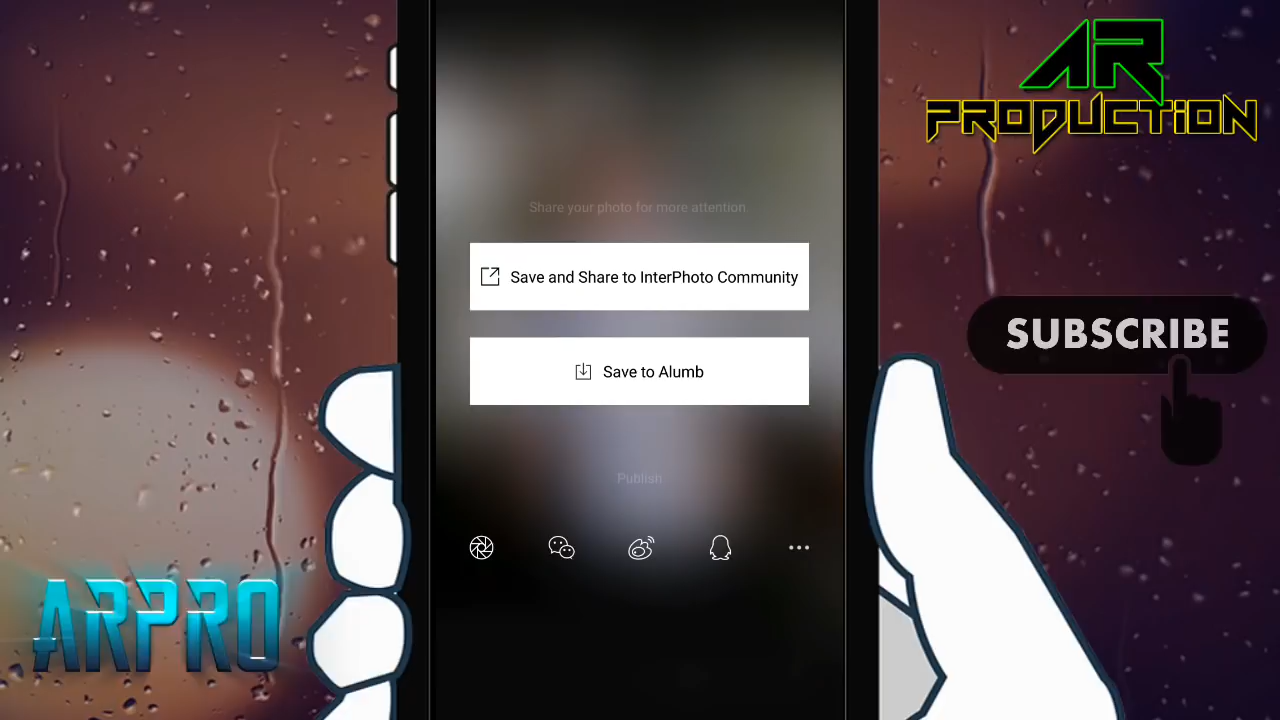 AR
PRODUCTION
Share your photo for more attention.
Save and Share to InterPhoto Community
SUBSCRIBE
Save to Alumb
Publish
ARPRO